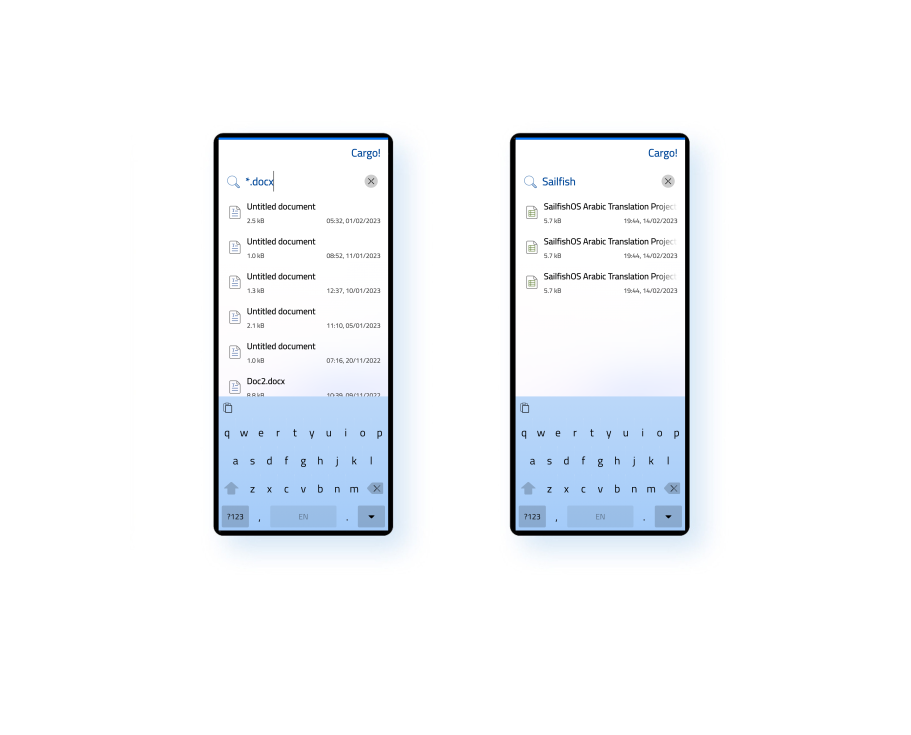 Cargo!
*.docx
Untitled document
2.5 kB 05:32, 01/02/2023
Untitled document
1.0 kB 08:52, 11/01/2023
Untitled document
1.3 kB 12:37, 10/01/2023
Untitled document
2.1 kB 11:10, 05/01/2023
Untitled document
1.0 kB 07:16, 20/11/2022
Doc2.docx
8.8 kB 10:39, 09/11/2022
q w e r t y u i o p
a s d f g h j k l
z x c v b n m
?123 , EN .
Cargo!
Sailfish
SailfishOS Arabic Translation Projec
5.7 kB 19:44, 14/02/2023
SailfishOS Arabic Translation Projec
5.7 kB 19:44, 14/02/2023
SailfishOS Arabic Translation Projec
5.7 kB 19:44, 14/02/2023
q w e r t y u i o p
a s d f g h j k l
z x c v b n m
?123 , EN .